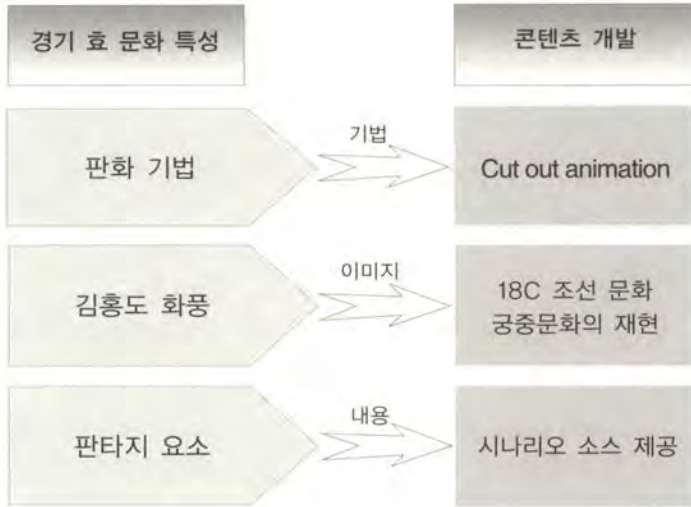 경기 효 문화 특성
콘텐츠 개발
판화 기법
기법
Cut out animation
김홍도 화풍
이미지
18C 조선 문화
궁중문화의 재현
판타지 요소
내용
시나리오 소스 제공